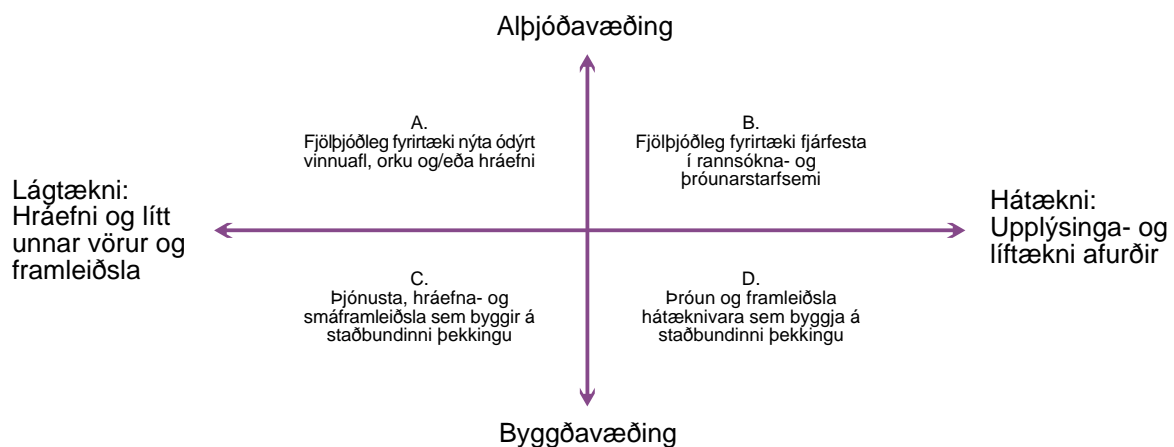 Alþjóðavæðing
A.
Fjölþjóðleg fyrirtæki nýta ódýrt
vinnuafl, orku og/eða hráefni
B.
Fjölþjóðleg fyrirtæki fjárfesta
í rannsókna- og
þróunarstarfsemi
Lágtækni:
Hráefni og lítt
unnar vörur og
framleiðsla
Hátækni:
Upplýsinga- og
líftækni afurðir
C.
Þjónusta, hráefna- og
smáframleiðsla sem byggir á
staðbundinni þekkingu
D.
Þróun og framleiðsla
hátæknivara sem byggja á
staðbundinni þekkingu
Byggðavæðing